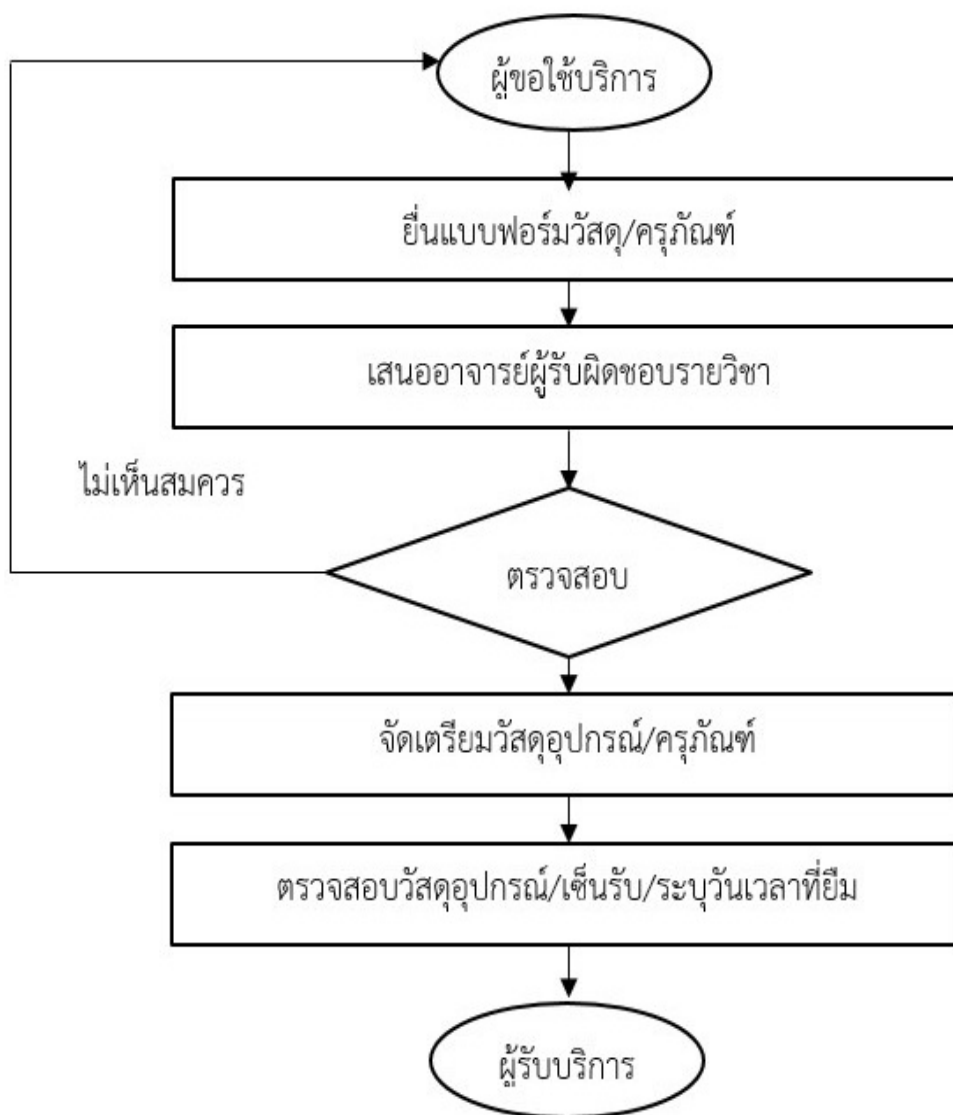 ผู้ขอใช้บริการ
ยื่นแบบฟอร์มวัสดุ/ครุภัณฑ์
เสนออาจารย์ผู้รับผิดชอบรายวิชา
ไม่เห็นสมควร
ตรวจสอบ
จัดเตรียมวัสดุอุปกรณ์/ครุภัณฑ์
ตรวจสอบวัสดุอุปกรณ์/เซ็นรับ/ระบุวันเวลาที่ยืม
ผู้รับบริการ